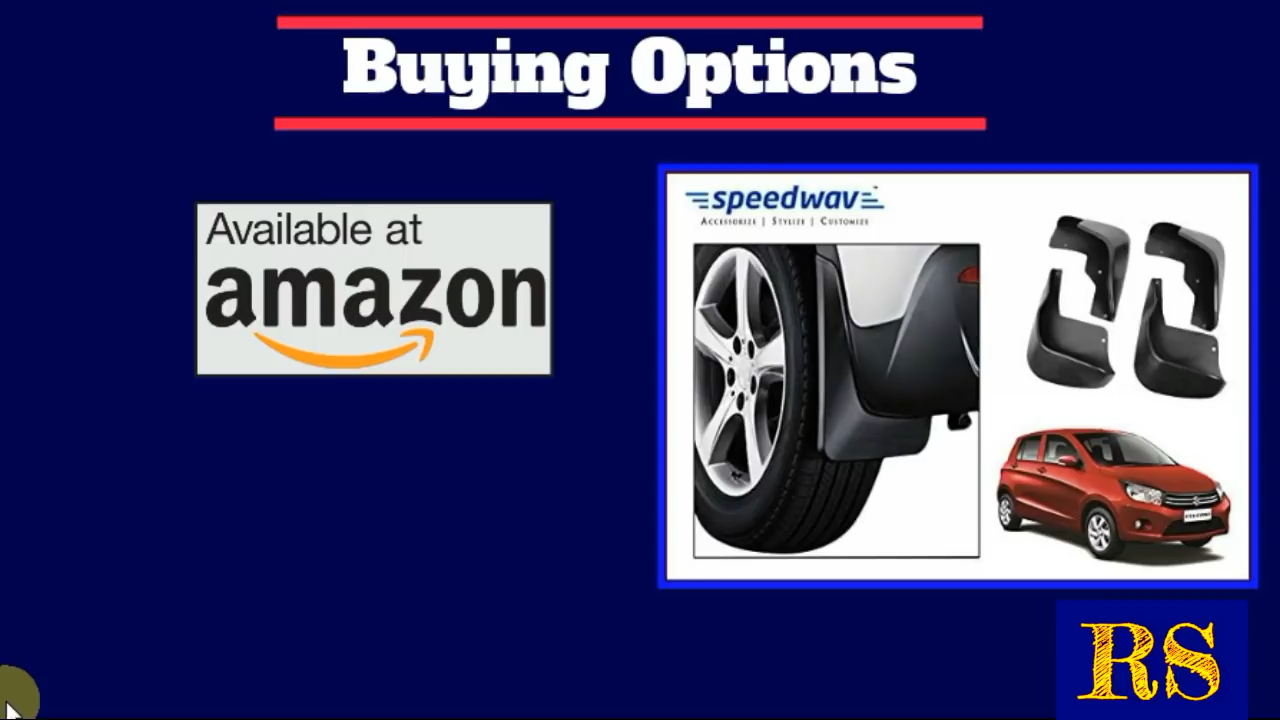 Buying Options
Available at
amazon
speedwav
ACCESSORIZE | STYLIZE | CUSTOMIZE
RS